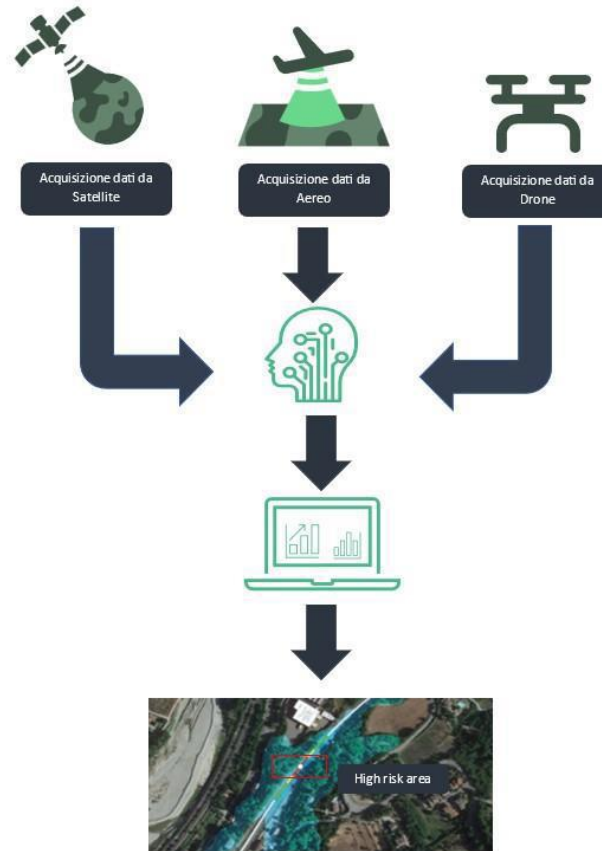 Acquisizione dati da
Satellite
Acquisizione dati da
Aereo
Acquisizione dati da
Drone
High risk area